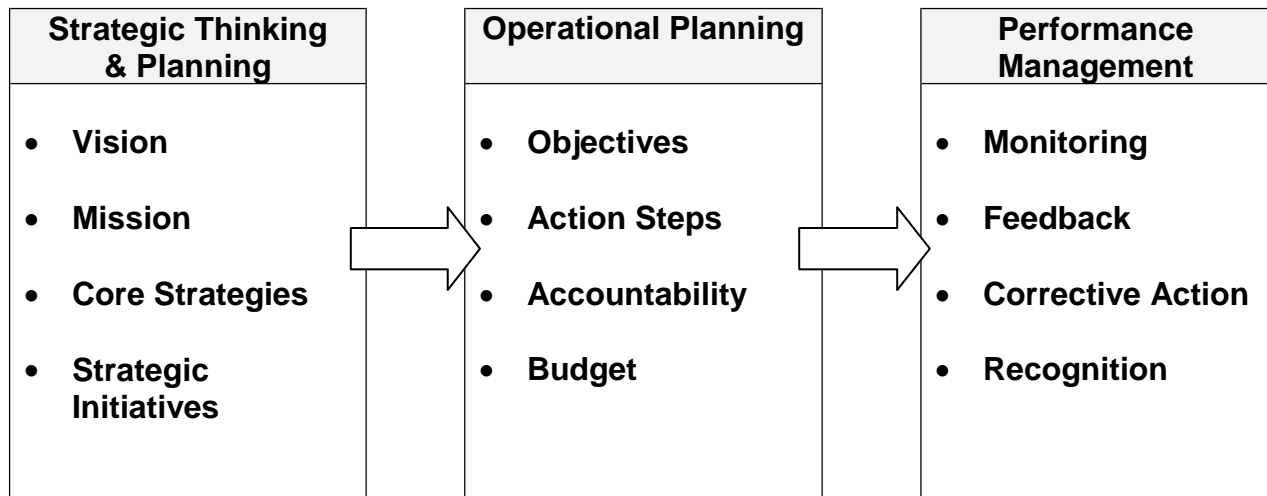 Strategic Thinking
& Planning
• Vision
• Mission
• Core Strategies
• Strategic
Initiatives
Operational Planning
• Objectives
• Action Steps
• Accountability
• Budget
Performance
Management
• Monitoring
• Feedback
• Corrective Action
• Recognition